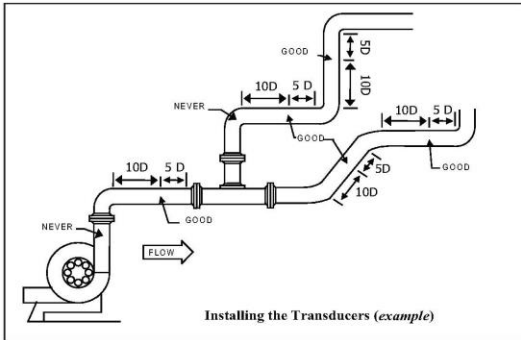 GOOD
5D
10D
10D 5 D
NEVER
GOOD
10D 5 D
GOOD
5D
10D
10D 5 D
GOOD
NEVER
FLOW
Installing the Transducers (example)